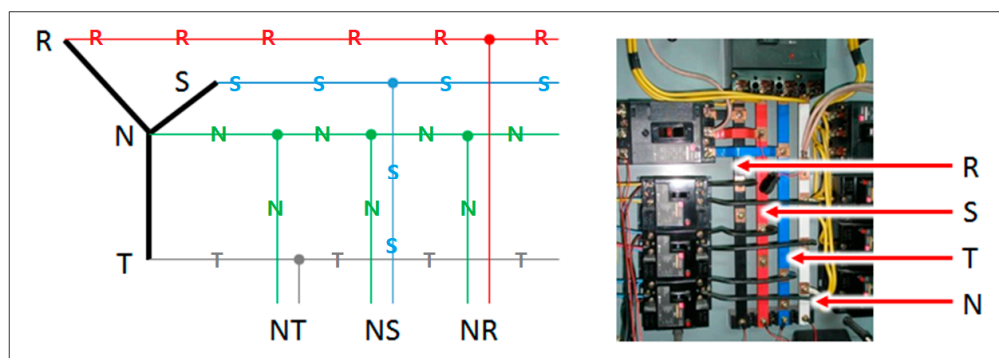 R R R R R R R
S S S S S
N N N N N
S
N N N
S
T T T T T
NT NS NR
R
S
T
N